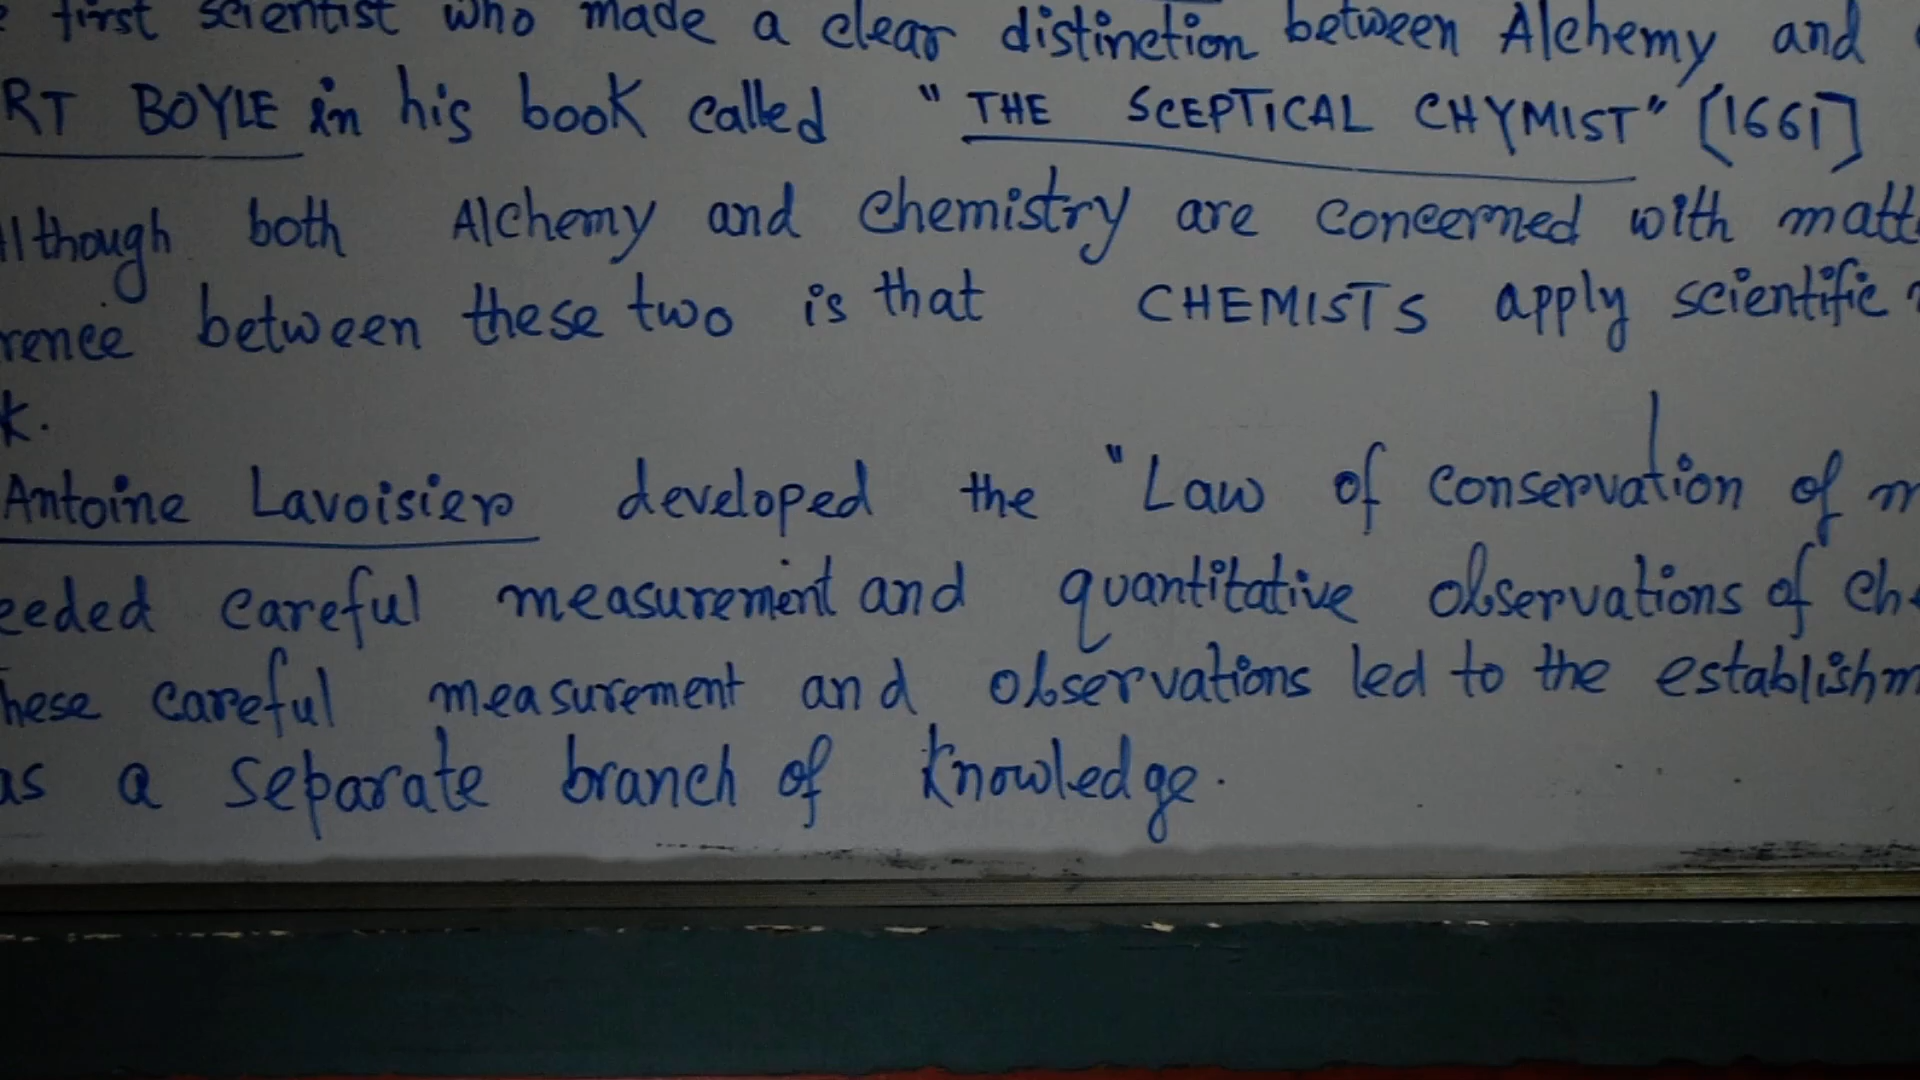 first scientist who made a clear distinction between Alchemy and
RT BOYLE in his book called "THE SCEPTICAL CHYMIST" [1661]
lthough both Alchemy and Chemistry are concerned with matt
rence between these two is that CHEMISTS apply scientific
k.
Antoine Lavoisier developed the "Law of conservation of m
eeded careful measurement and quantitative observations of che
hese careful measurement and observations led to the establishm
as a separate branch of knowledge.